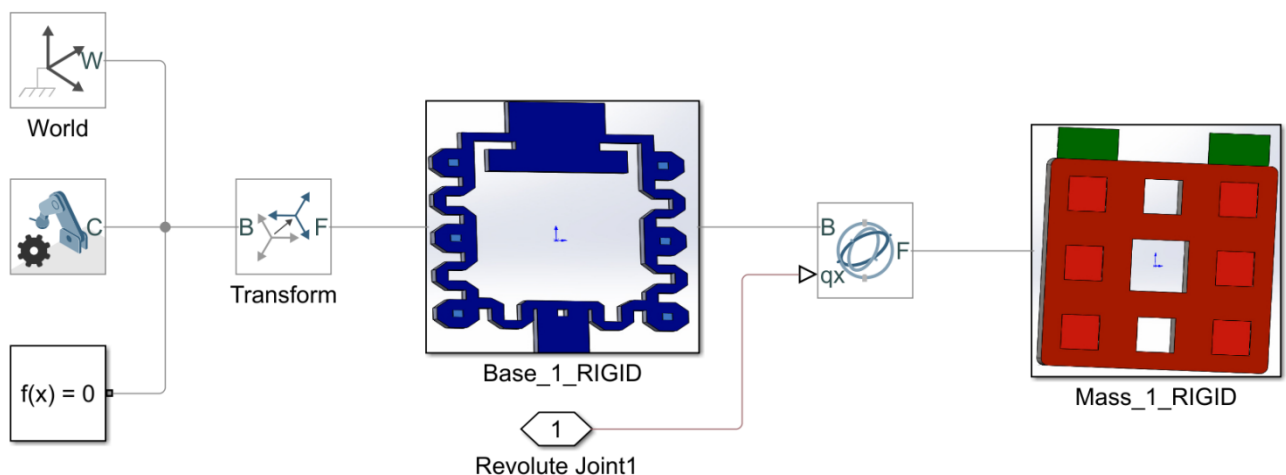 W
World
C
B
F
Transform
f(x) = 0
Base_1_RIGID
1
Revolute Joint1
B
qx
F
Mass_1_RIGID